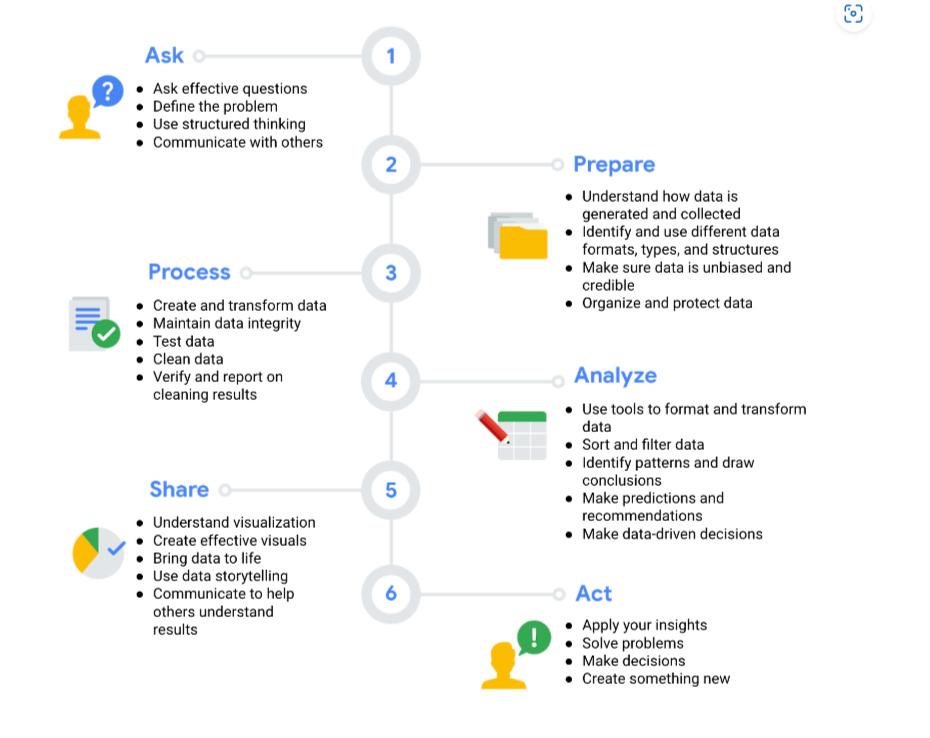 Ask
1
? 
• Ask effective questions
• Define the problem
• Use structured thinking
• Communicate with others
2
Prepare
• Understand how data is
generated and collected
• Identify and use different data
formats, types, and structures
• Make sure data is unbiased and
credible
• Organize and protect data
Process
3
• Create and transform data
• Maintain data integrity
• Test data
• Clean data
• Verify and report on
cleaning results
4
Analyze
• Use tools to format and transform
data
• Sort and filter data
• Identify patterns and draw
conclusions
• Make predictions and
recommendations
• Make data-driven decisions
Share
5
• Understand visualization
• Create effective visuals
• Bring data to life
• Use data storytelling
• Communicate to help
others understand
results
6
Act
!
• Apply your insights
• Solve problems
• Make decisions
• Create something new